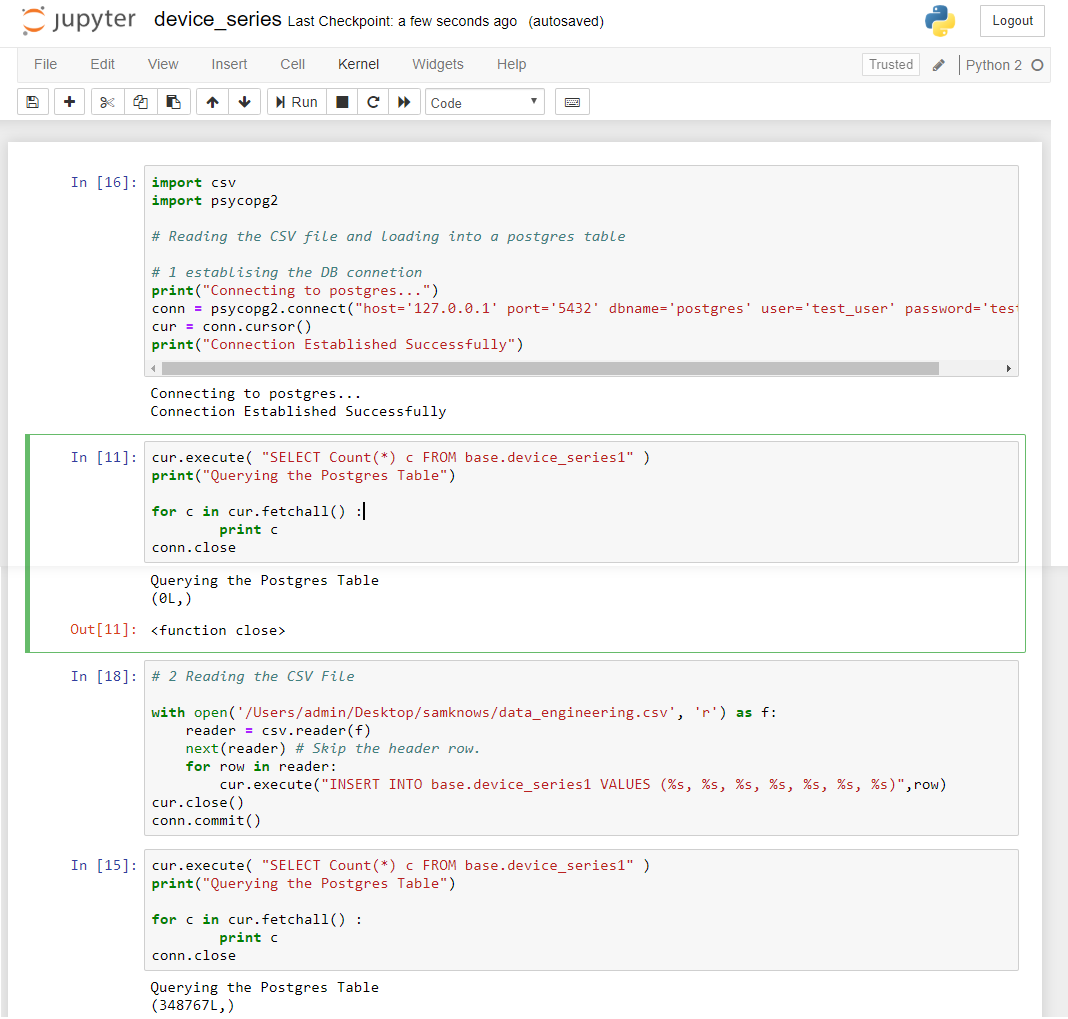 jupyter device_series Last Checkpoint: a few seconds ago (autosaved) Logout
File Edit View Insert Cell Kernel Widgets Help Trusted Python 2
Run Code
In [16]: import csv
import psycopg2
# Reading the CSV file and loading into a postgres table
# 1 establising the DB connetion
print("Connecting to postgres...")
conn = psycopg2.connect("host='127.0.0.1' port='5432' dbname='postgres' user='test_user' password='test
cur = conn.cursor()
print("Connection Established Successfully")
Connecting to postgres...
Connection Established Successfully
In [11]: cur.execute( "SELECT Count(*) c FROM base.device_series1" )
print("Querying the Postgres Table")
for c in cur.fetchall() :
print c
conn.close
Querying the Postgres Table
(0L,)
Out[11]: <function close>
In [18]: # 2 Reading the CSV File
with open('/Users/admin/Desktop/samknows/data_engineering.csv', 'r') as f:
reader = csv.reader(f)
next(reader) # Skip the header row.
for row in reader:
cur.execute("INSERT INTO base.device_series1 VALUES (%s, %s, %s, %s, %s, %s, %s)",row)
cur.close()
conn.commit()
In [15]: cur.execute( "SELECT Count(*) c FROM base.device_series1" )
print("Querying the Postgres Table")
for c in cur.fetchall() :
print c
conn.close
Querying the Postgres Table
(348767L,)